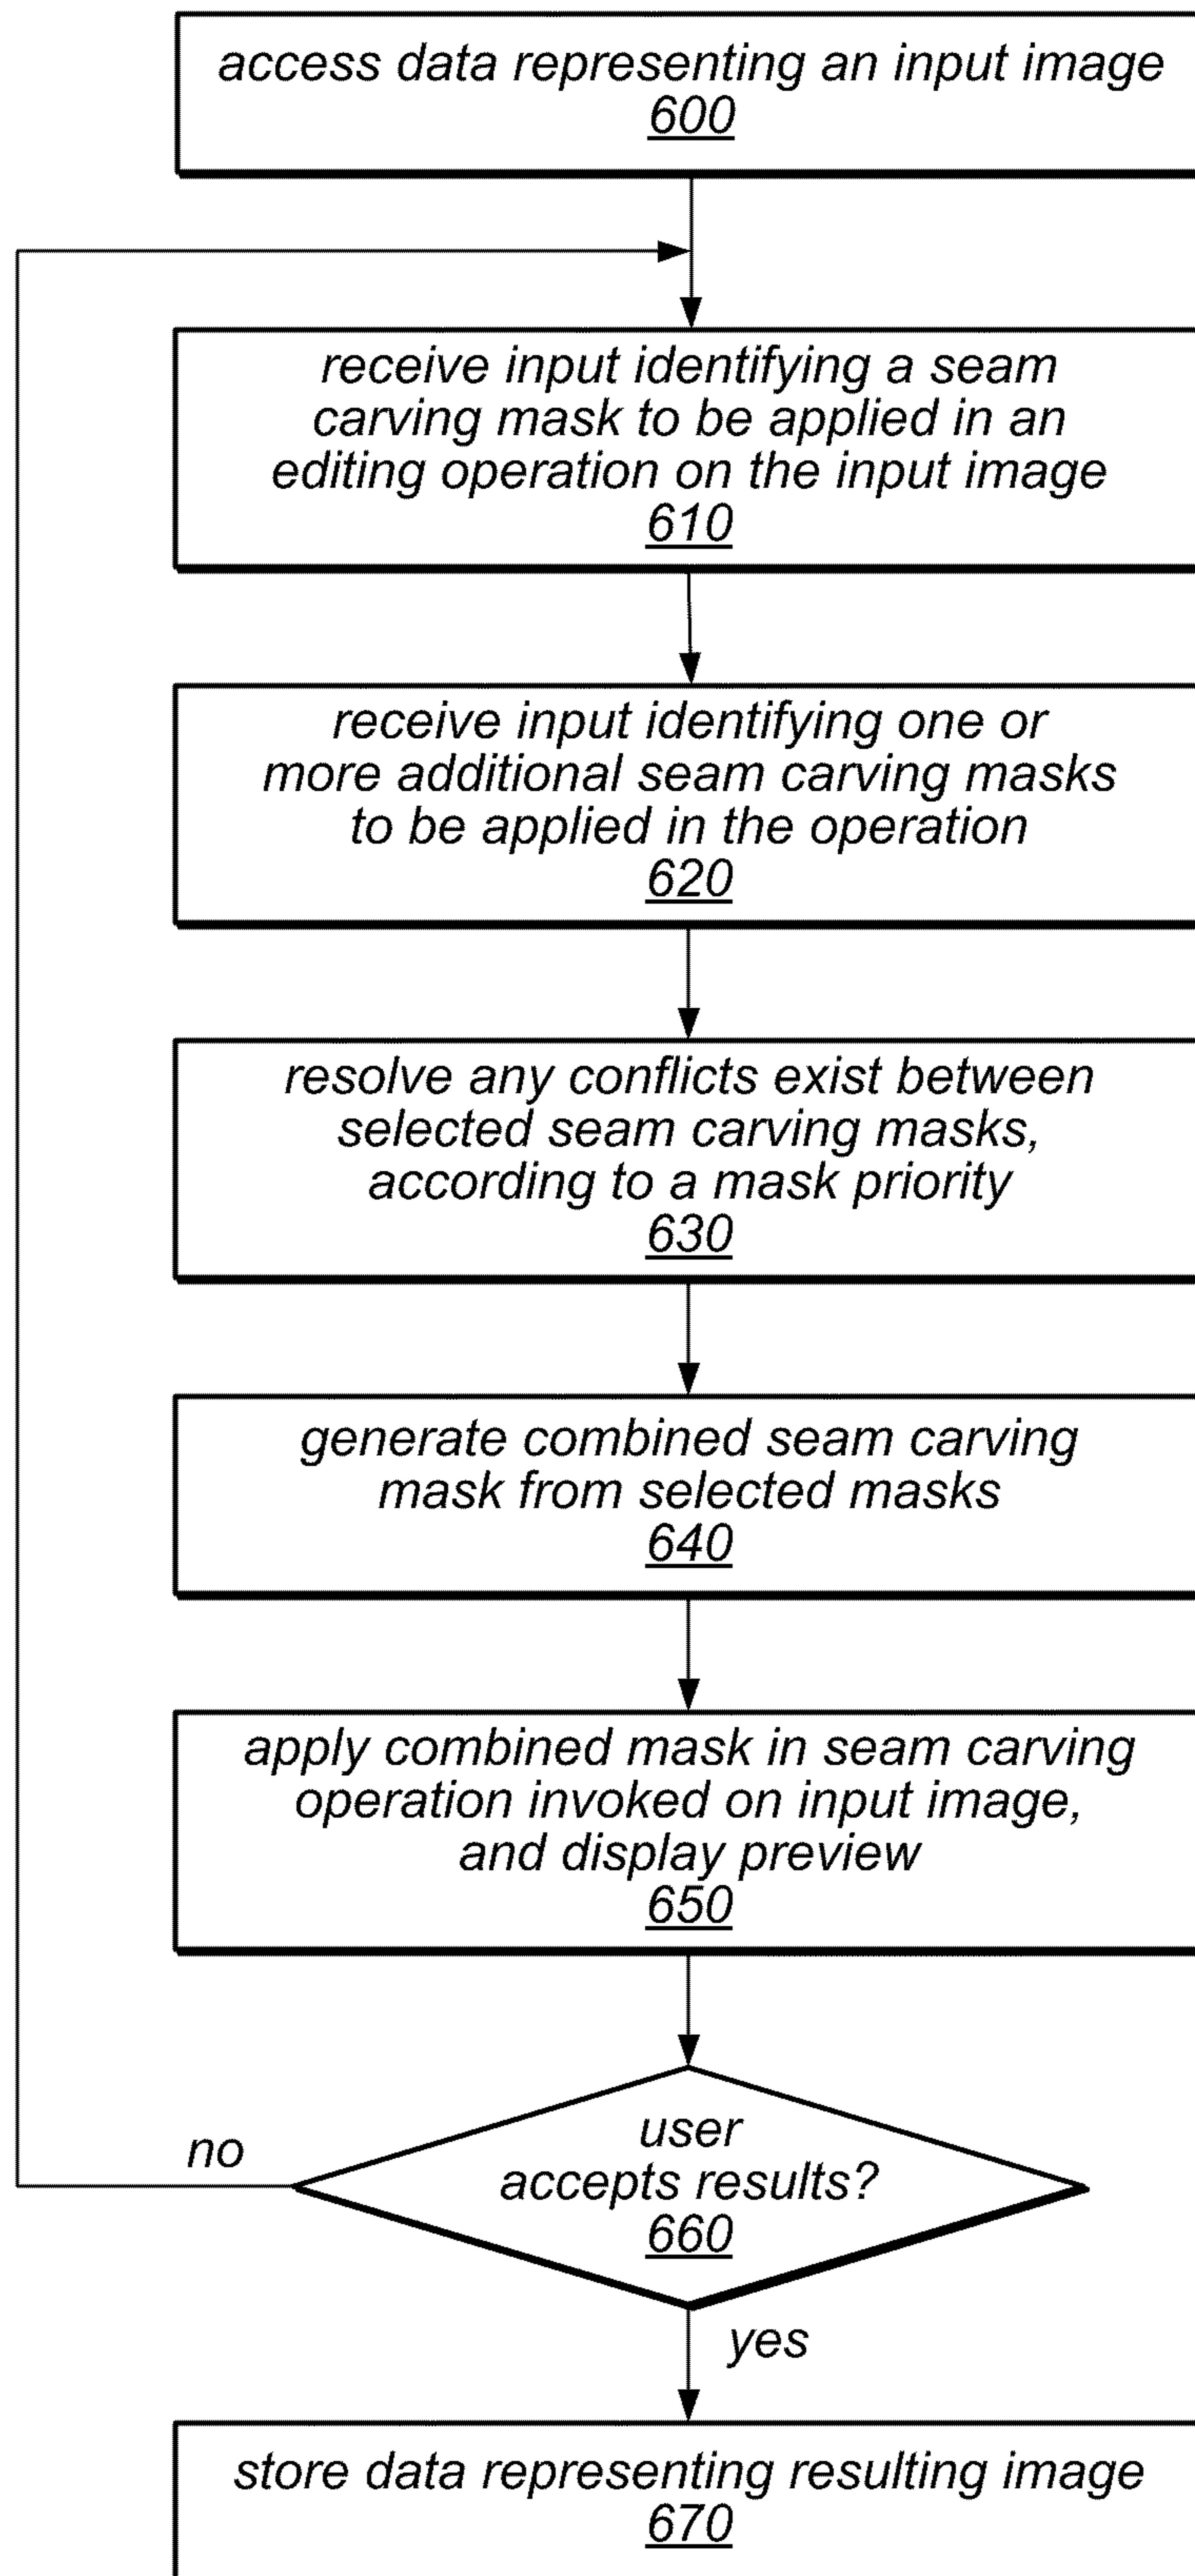 access data representing an input image
600
receive input identifying a seam
carving mask to be applied in an
editing operation on the input image
610
receive input identifying one or
more additional seam carving masks
to be applied in the operation
620
resolve any conflicts exist between
selected seam carving masks,
according to a mask priority
630
generate combined seam carving
mask from selected masks
640
apply combined mask in seam carving
operation invoked on input image,
and display preview
650
no
user
accepts results?
660
yes
store data representing resulting image
670